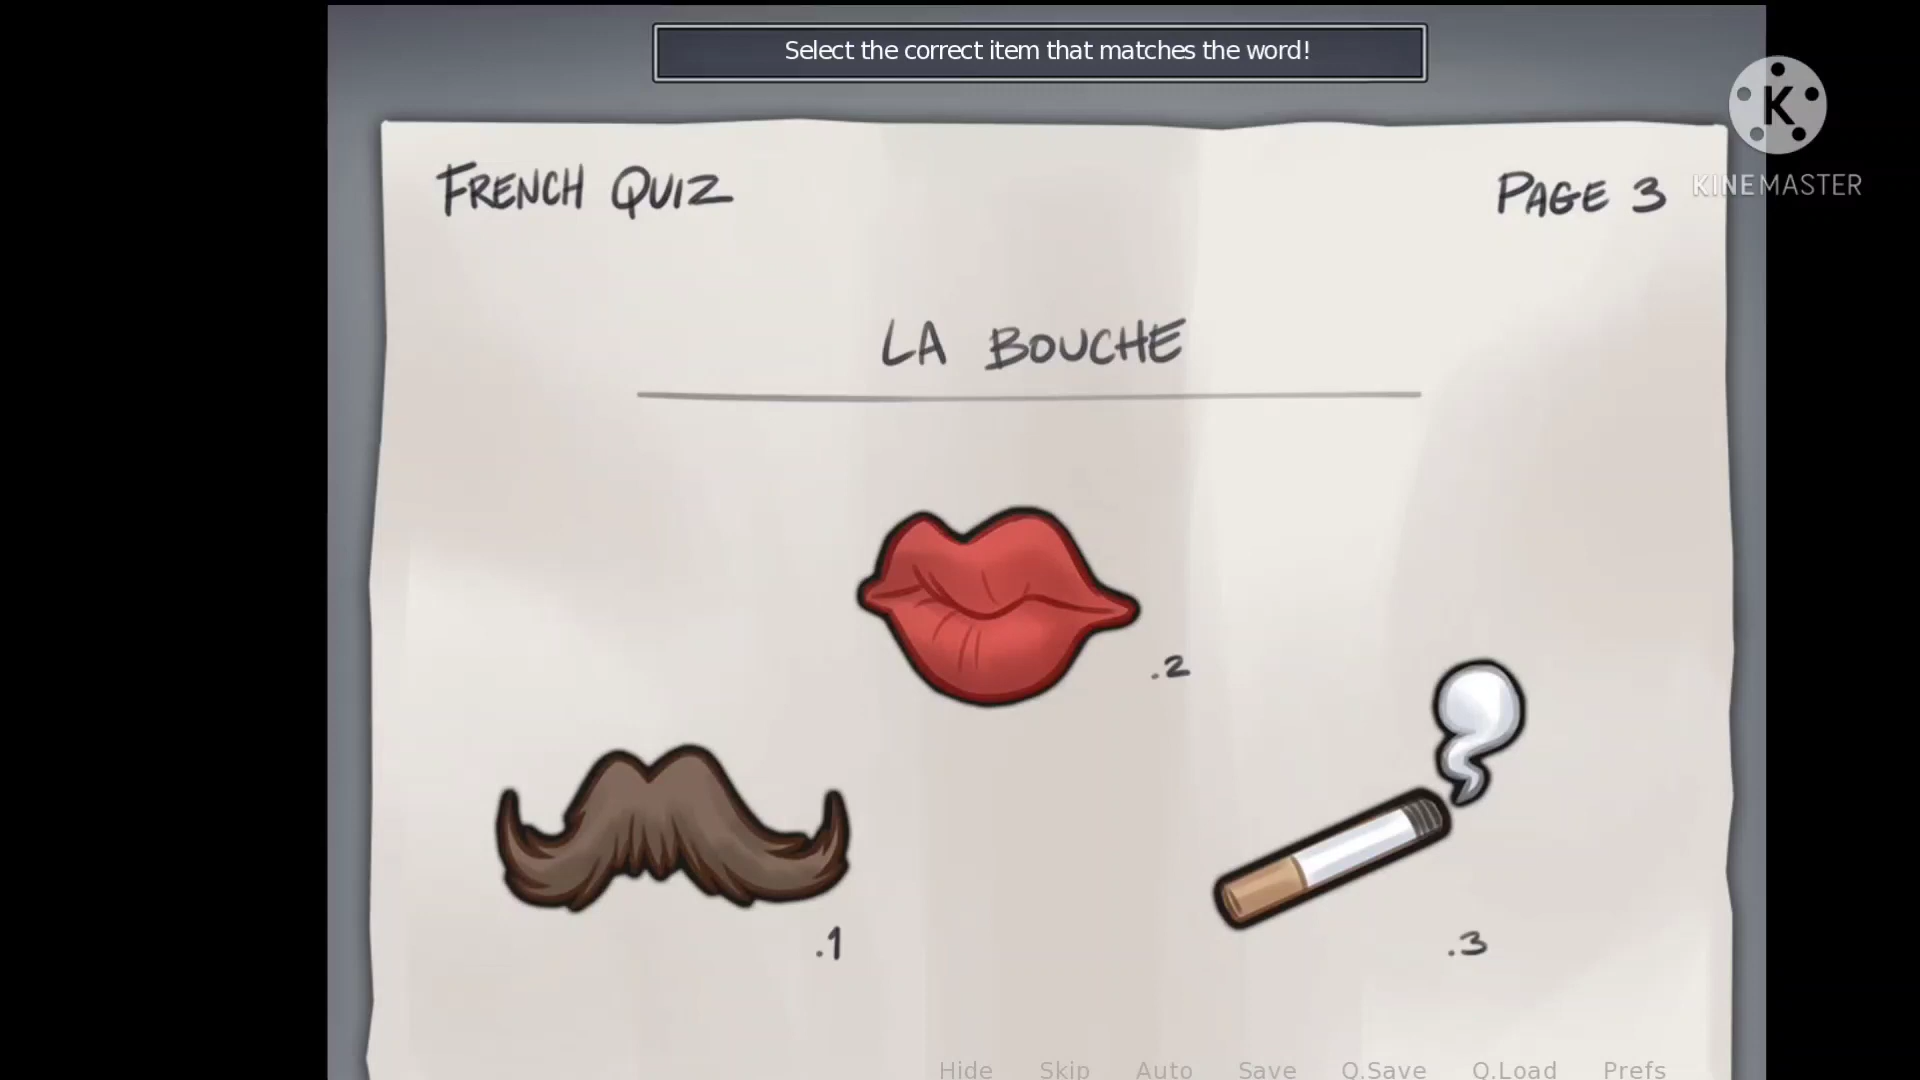 Select the correct item that matches the word!
K
KINEMASTER
FRENCH QUIZ
PAGE 3
LA BOUCHE
.2
.1
.3
Hide Skip Auto Save Q.Save Q.Load Prefs